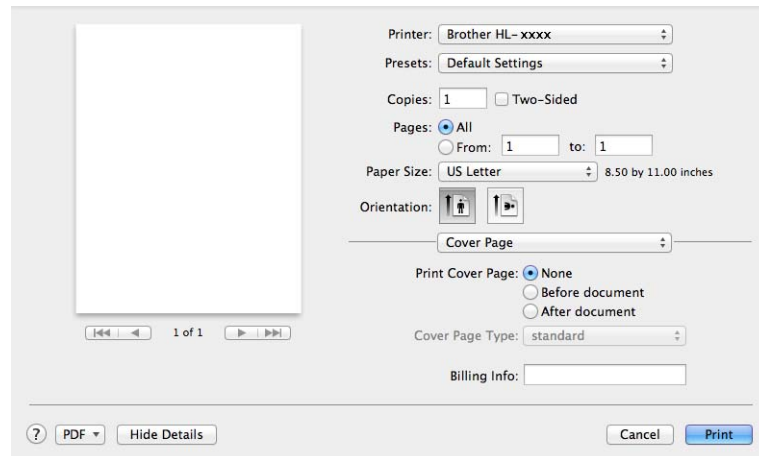 Printer: Brother HL-xxxx
Presets: Default Settings
Copies: 1 Two-Sided
Pages: All
From: 1 to: 1
Paper Size: US Letter 8.50 by 11.00 inches
Orientation:
Cover Page
Print Cover Page: None
Before document
After document
Cover Page Type: standard
Billing Info:
1 of 1
? PDF Hide Details Cancel Print